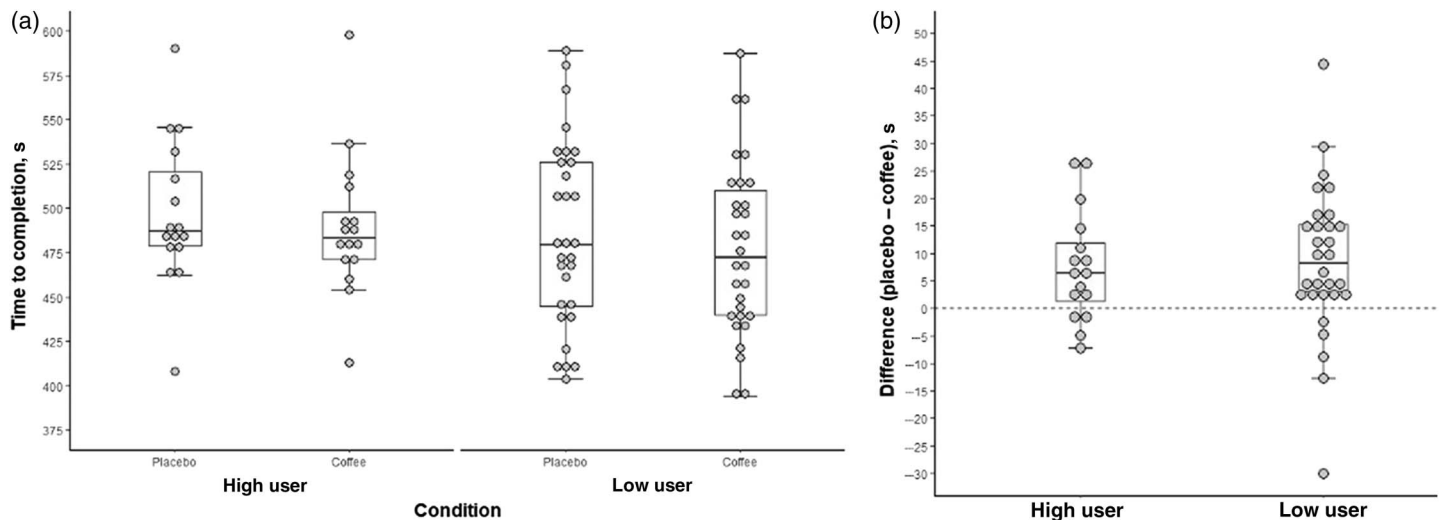 (a)
Time to completion, s
600
575
550
525
500
475
450
425
400
375
Placebo
Coffee
Placebo
Coffee
High user
Low user
Condition
(b)
Difference (placebo – coffee), s
50
45
40
35
30
25
20
15
10
5
0
–5
–10
–15
–20
–25
–30
High user
Low user